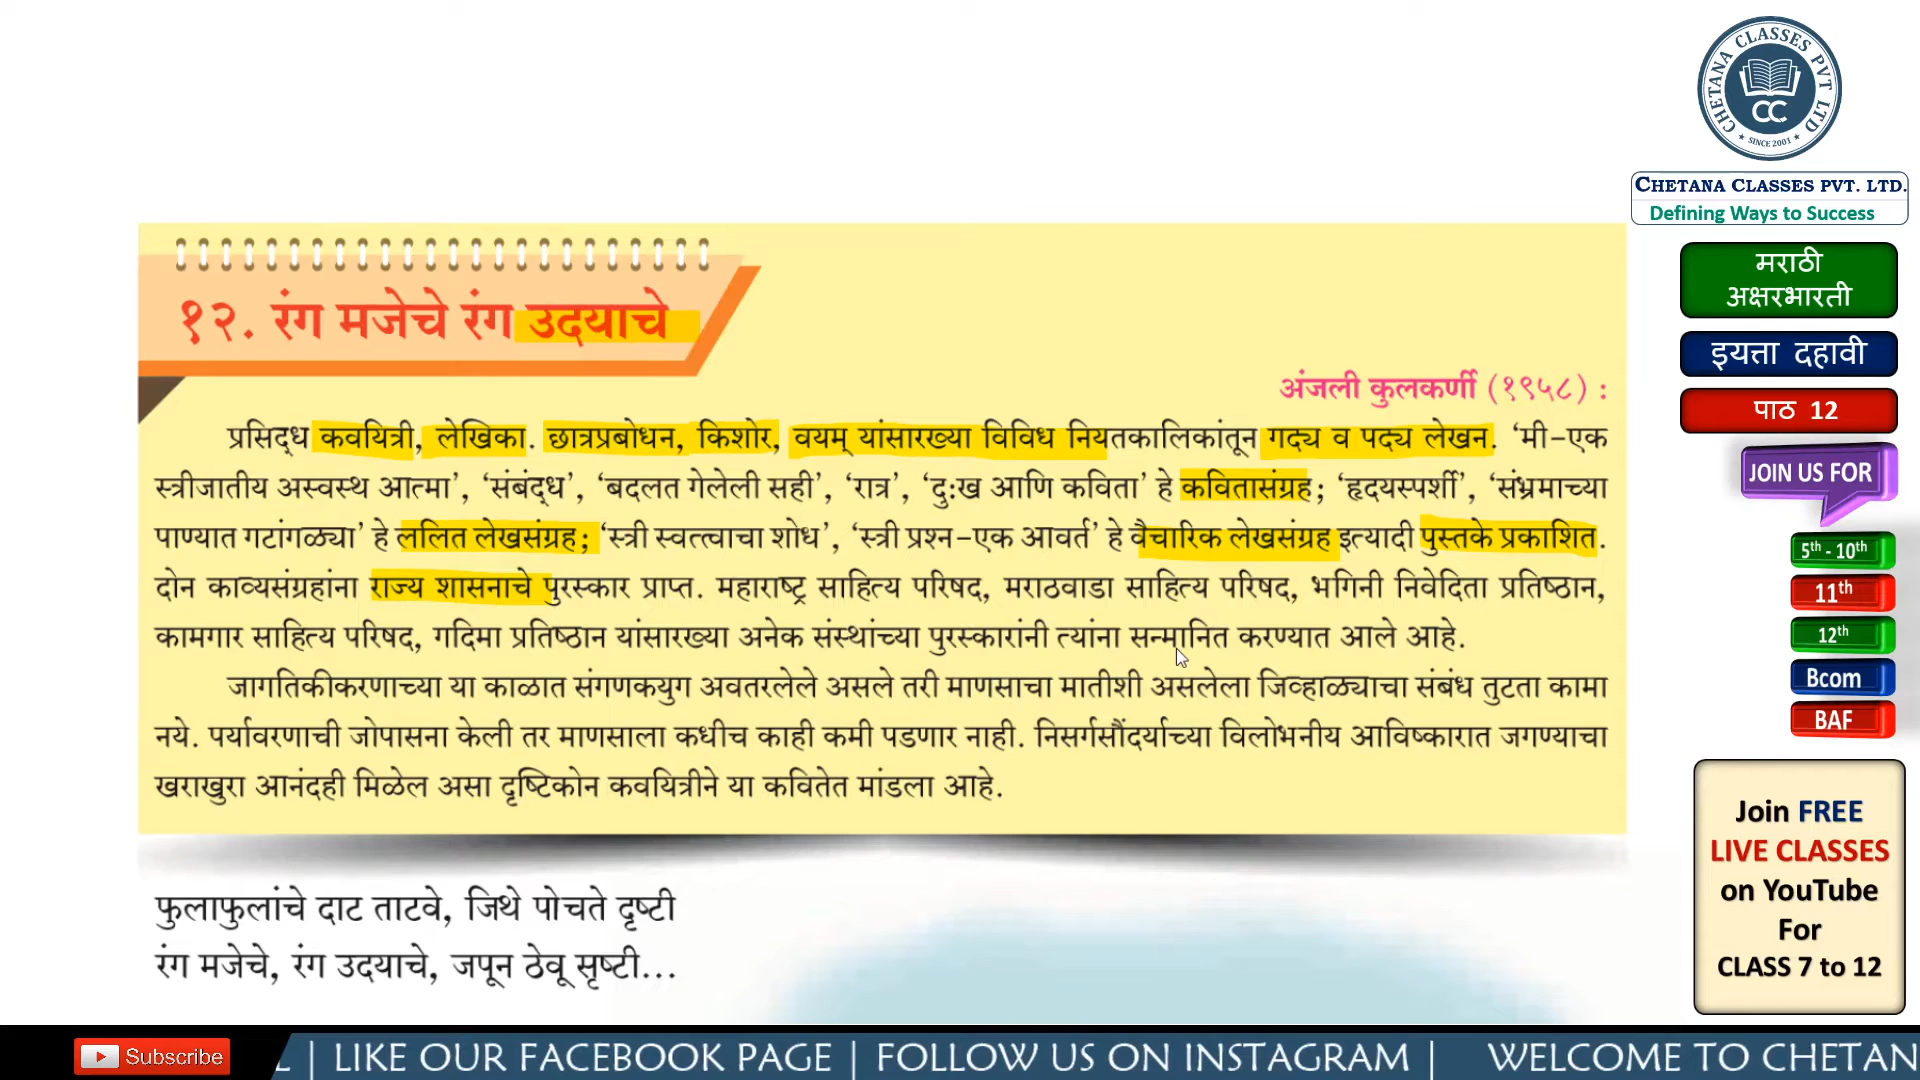 CHETANA CLASSES PVT LTD
CC
SINCE 2001
CHETANA CLASSES PVT. LTD.
Defining Ways to Success
१२. रंग मजेचे रंग उदयाचे
अंजली कुलकर्णी (१९५८) :
प्रसिद्ध कवयित्री, लेखिका. छात्रप्रबोधन, किशोर, वयम् यांसारख्या विविध नियतकालिकांतून गद्य व पद्य लेखन. ‘मी-एक
स्त्रीजातीय अस्वस्थ आत्मा’, ‘संबंद्ध’, ‘बदलत गेलेली सही’, ‘रात्र’, ‘दुःख आणि कविता’ हे कवितासंग्रह; ‘हृदयस्पर्शी’, ‘संभ्रमाच्या
पाण्यात गटांगळ्या’ हे ललित लेखसंग्रह; ‘स्त्री स्वत्त्वाचा शोध’, ‘स्त्री प्रश्न-एक आवर्त’ हे वैचारिक लेखसंग्रह इत्यादी पुस्तके प्रकाशित.
दोन काव्यसंग्रहांना राज्य शासनाचे पुरस्कार प्राप्त. महाराष्ट्र साहित्य परिषद, मराठवाडा साहित्य परिषद, भगिनी निवेदिता प्रतिष्ठान,
कामगार साहित्य परिषद, गदिमा प्रतिष्ठान यांसारख्या अनेक संस्थांच्या पुरस्कारांनी त्यांना सन्मानित करण्यात आले आहे.
जागतिकीकरणाच्या या काळात संगणकयुग अवतरलेले असले तरी माणसाचा मातीशी असलेला जिव्हाळ्याचा संबंध तुटता कामा
नये. पर्यावरणाची जोपासना केली तर माणसाला कधीच काही कमी पडणार नाही. निसर्गसौंदर्याच्या विलोभनीय आविष्कारात जगण्याचा
खराखुरा आनंदही मिळेल असा दृष्टिकोन कवयित्रीने या कवितेत मांडला आहे.
फुलाफुलांचे दाट ताटवे, जिथे पोचते दृष्टी
रंग मजेचे, रंग उदयाचे, जपून ठेवू सृष्टी...
मराठी
अक्षरभारती
इयत्ता दहावी
पाठ 12
JOIN US FOR
5th - 10th
11th
12th
Bcom
BAF
Join FREE
LIVE CLASSES
on YouTube
For
CLASS 7 to 12
Subscribe
L | LIKE OUR FACEBOOK PAGE | FOLLOW US ON INSTAGRAM | WELCOME TO CHETAN